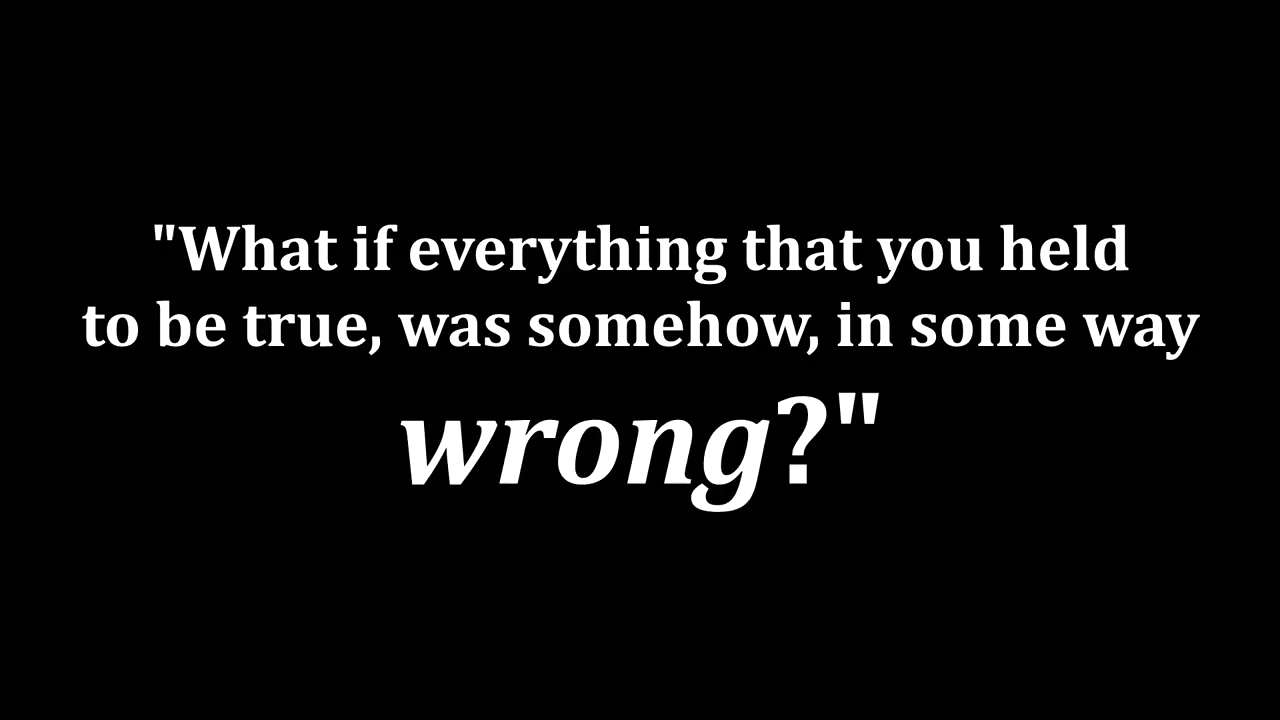 "What if everything that you held
to be true, was somehow, in some way
wrong?"